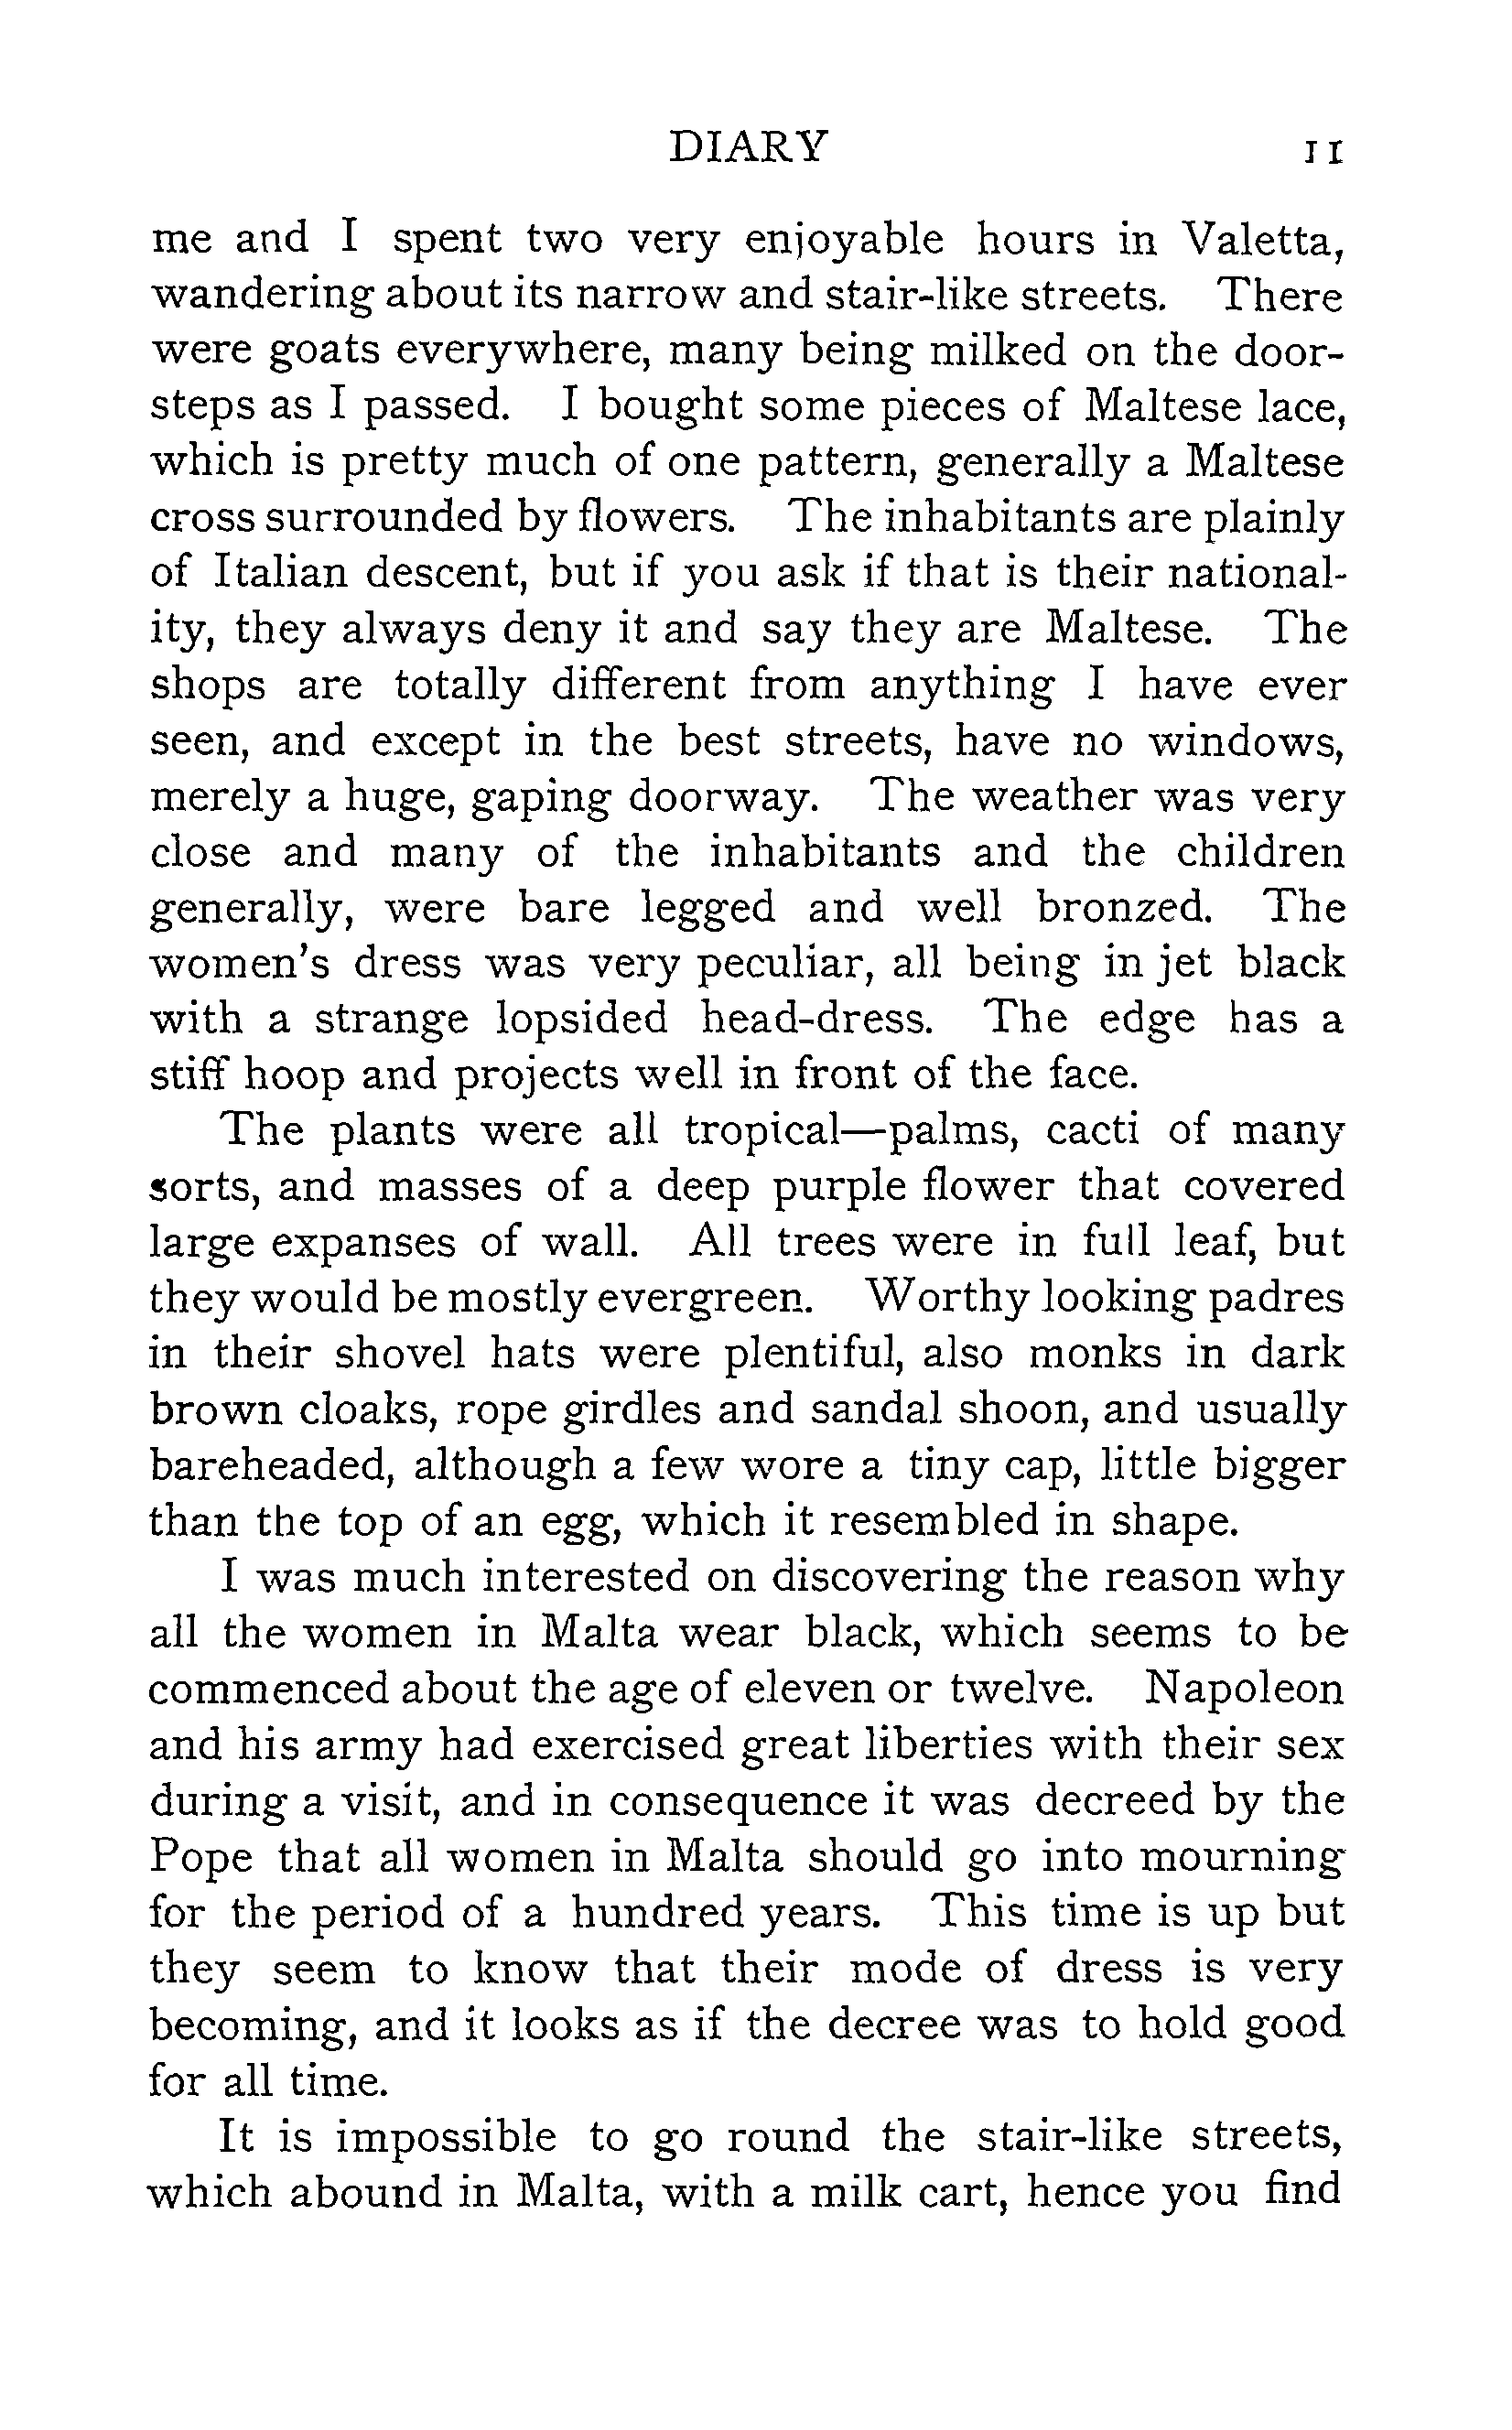 DIARY 11
me and I spent two very enjoyable hours in Valetta,
wandering about its narrow and stair-like streets. There
were goats everywhere, many being milked on the door-
steps as I passed. I bought some pieces of Maltese lace,
which is pretty much of one pattern, generally a Maltese
cross surrounded by flowers. The inhabitants are plainly
of Italian descent, but if you ask if that is their national-
ity, they always deny it and say they are Maltese. The
shops are totally different from anything I have ever
seen, and except in the best streets, have no windows,
merely a huge, gaping doorway. The weather was very
close and many of the inhabitants and the children
generally, were bare legged and well bronzed. The
women's dress was very peculiar, all being in jet black
with a strange lopsided head-dress. The edge has a
stiff hoop and projects well in front of the face.
The plants were all tropical—palms, cacti of many
sorts, and masses of a deep purple flower that covered
large expanses of wall. All trees were in full leaf, but
they would be mostly evergreen. Worthy looking padres
in their shovel hats were plentiful, also monks in dark
brown cloaks, rope girdles and sandal shoon, and usually
bareheaded, although a few wore a tiny cap, little bigger
than the top of an egg, which it resembled in shape.
I was much interested on discovering the reason why
all the women in Malta wear black, which seems to be
commenced about the age of eleven or twelve. Napoleon
and his army had exercised great liberties with their sex
during a visit, and in consequence it was decreed by the
Pope that all women in Malta should go into mourning
for the period of a hundred years. This time is up but
they seem to know that their mode of dress is very
becoming, and it looks as if the decree was to hold good
for all time.
It is impossible to go round the stair-like streets,
which abound in Malta, with a milk cart, hence you find